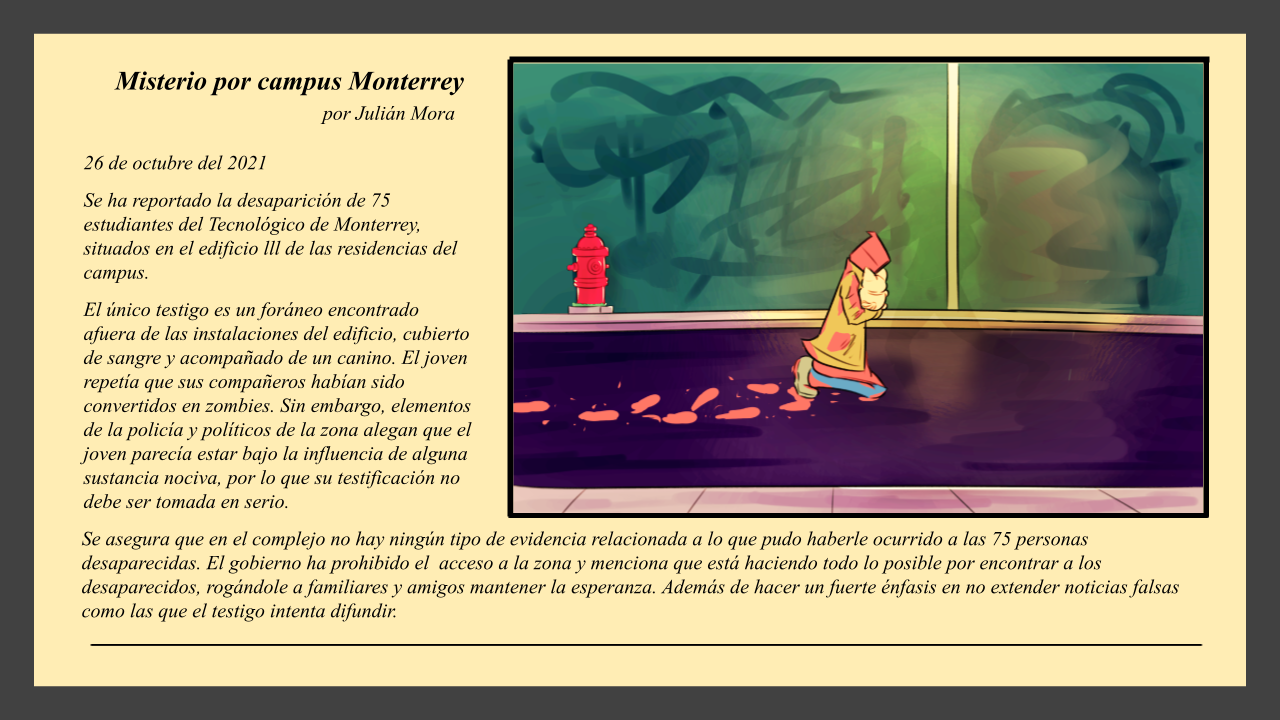 Misterio por campus Monterrey
por Julián Mora
26 de octubre del 2021
Se ha reportado la desaparición de 75
estudiantes del Tecnológico de Monterrey,
situados en el edificio lll de las residencias del
campus.
El único testigo es un foráneo encontrado
afuera de las instalaciones del edificio, cubierto
de sangre y acompañado de un canino. El joven
repetía que sus compañeros habían sido
convertidos en zombies. Sin embargo, elementos
de la policía y políticos de la zona alegan que el
joven parecía estar bajo la influencia de alguna
sustancia nociva, por lo que su testificación no
debe ser tomada en serio.
Se asegura que en el complejo no hay ningún tipo de evidencia relacionada a lo que pudo haberle ocurrido a las 75 personas
desaparecidas. El gobierno ha prohibido el  acceso a la zona y menciona que está haciendo todo lo posible por encontrar a los
desaparecidos, rogándole a familiares y amigos mantener la esperanza. Además de hacer un fuerte énfasis en no extender noticias falsas
como las que el testigo intenta difundir.